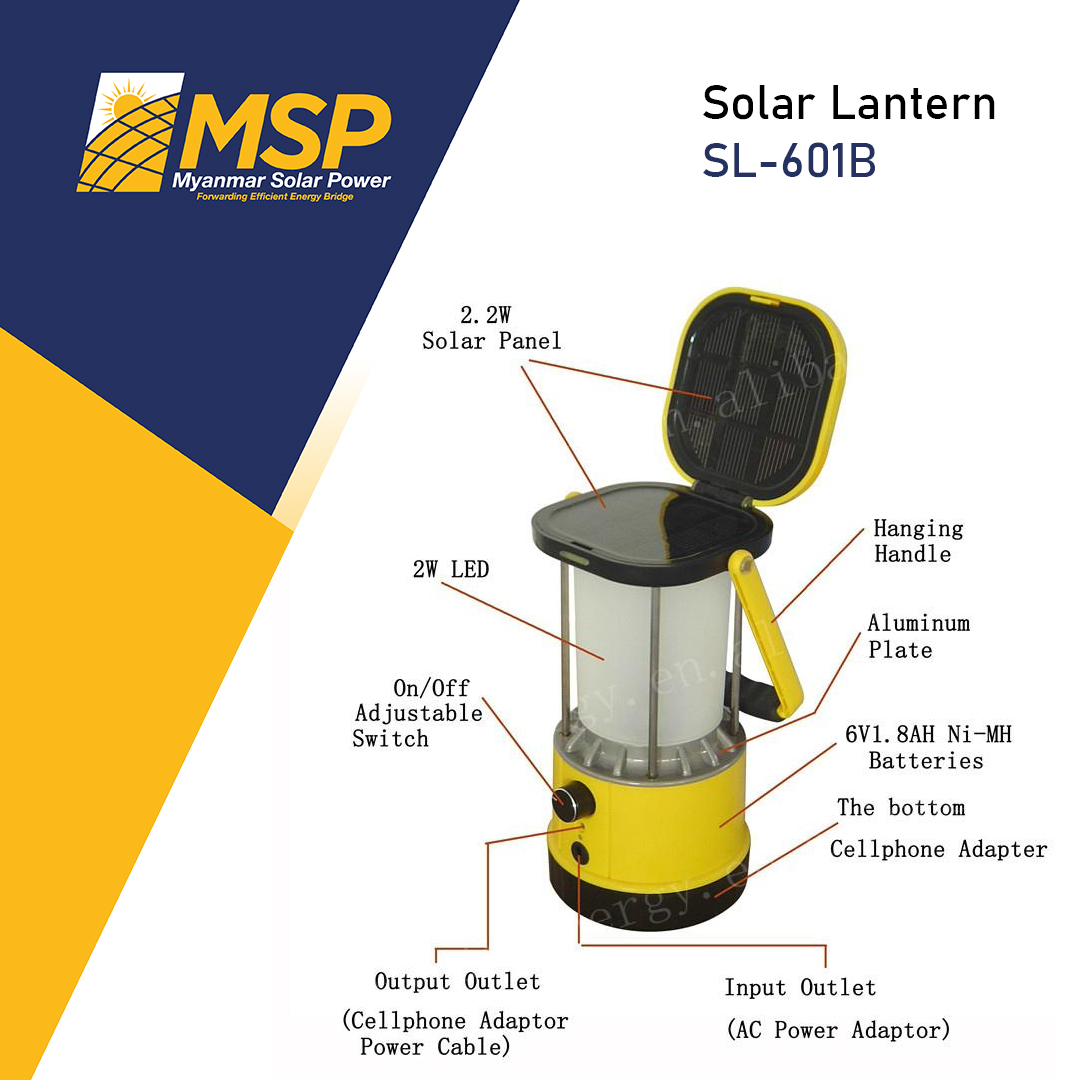 MSP
Myanmar Solar Power
Forwarding Efficient Energy Bridge
Solar Lantern
SL-601B
2.2W
Solar Panel
Hanging
Handle
2W LED
Aluminum
Plate
On/Off
Adjustable
Switch
6V1.8AH Ni-MH
Batteries
The bottom
Cellphone Adapter
Output Outlet
(Cellphone Adaptor
Power Cable)
Input Outlet
(AC Power Adaptor)